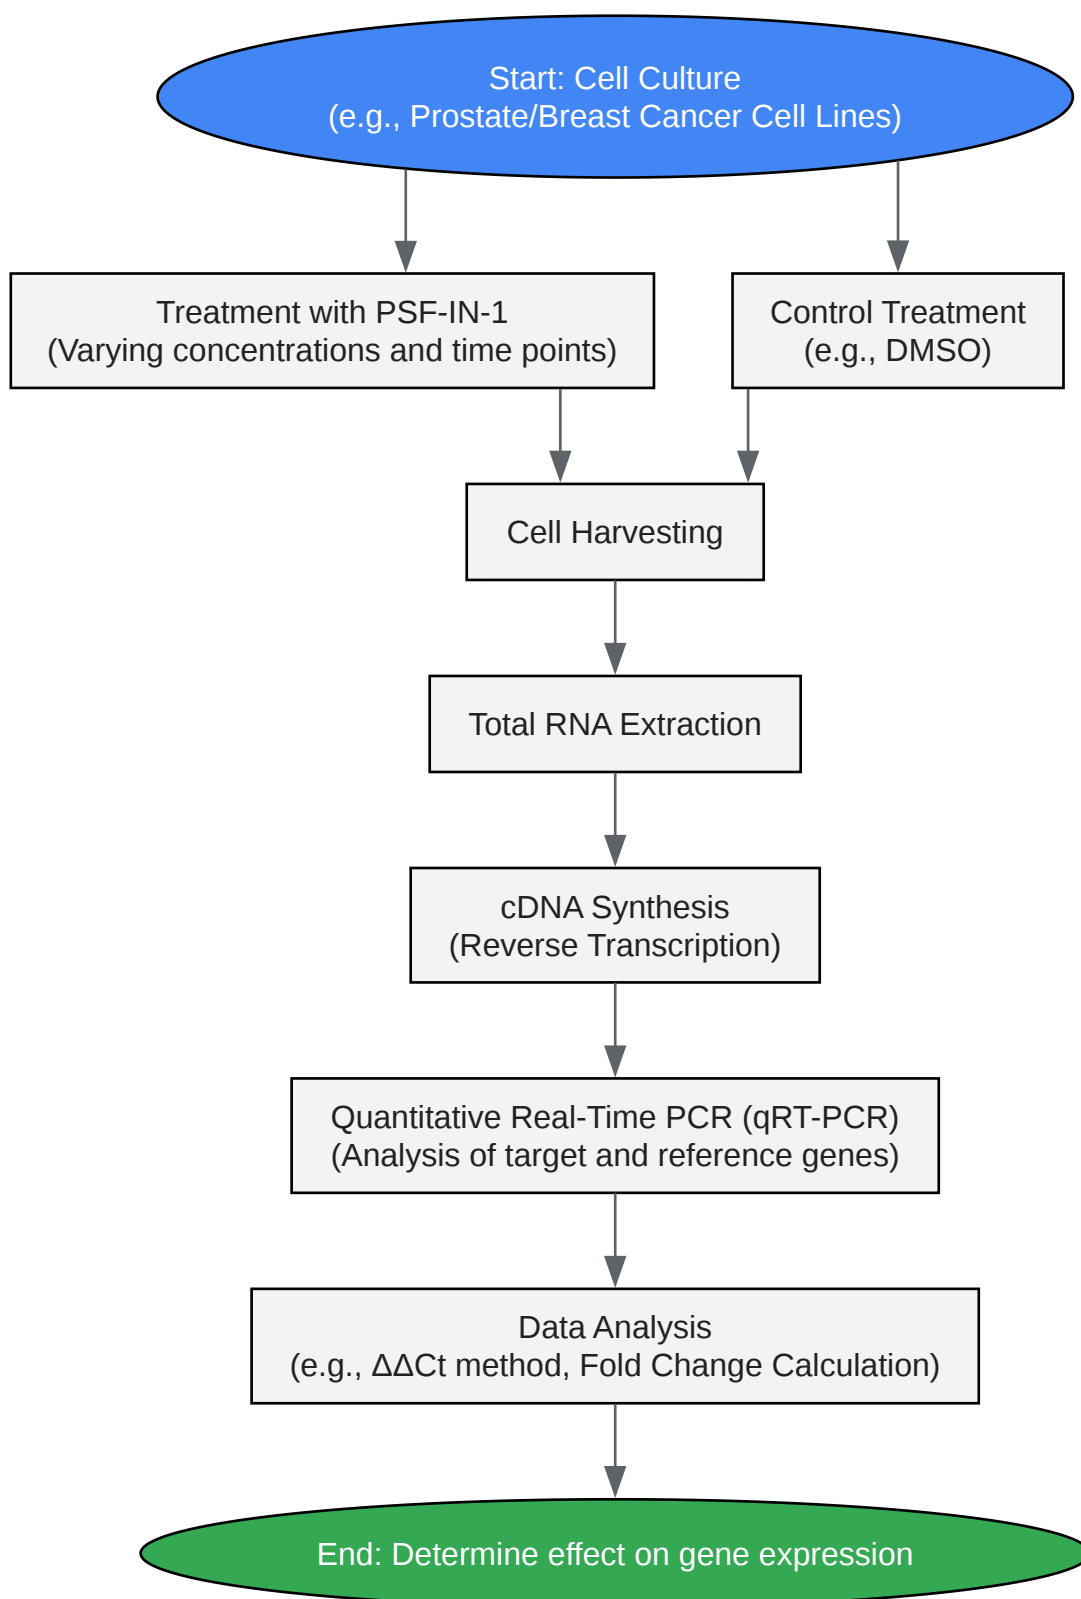 Start: Cell Culture
(e.g., Prostate/Breast Cancer Cell Lines)
Treatment with PSF-IN-1
(Varying concentrations and time points)
Control Treatment
(e.g., DMSO)
Cell Harvesting
Total RNA Extraction
cDNA Synthesis
(Reverse Transcription)
Quantitative Real-Time PCR (qRT-PCR)
(Analysis of target and reference genes)
Data Analysis
(e.g., ΔΔCt method, Fold Change Calculation)
End: Determine effect on gene expression